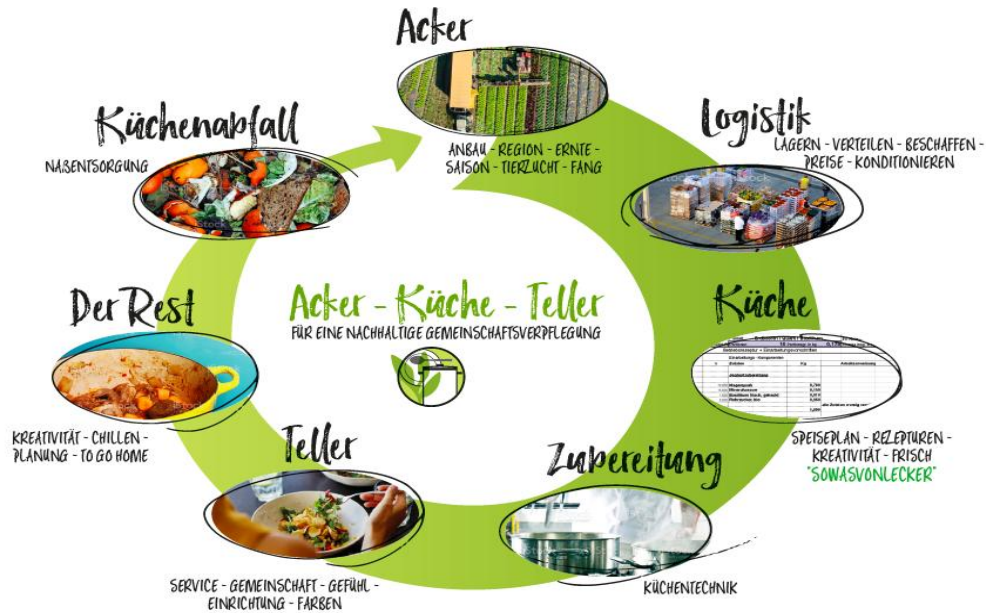 Acker
ANBAU - REGION - ERNTE -
SAISON - TIERZUCHT - FANG
Logistik
LAGERN - VERTEILEN - BESCHAFFEN -
PREISE - KONDITIONIEREN
Küche
SPEISEPLAN - REZEPTUREN -
KREATIVITÄT - FRISCH
"SOWASVONLECKER"
Zubereitung
KÜCHENTECHNIK
Teller
SERVICE - GEMEINSCHAFT - GEFÜHL -
EINRICHTUNG - FARBEN
Der Rest
KREATIVITÄT - CHILLEN -
PLANUNG - TO GO HOME
Küchenabfall
NAßENTSORGUNG
Acker - Küche - Teller
FÜR EINE NACHHALTIGE GEMEINSCHAFTSVERPFLEGUNG